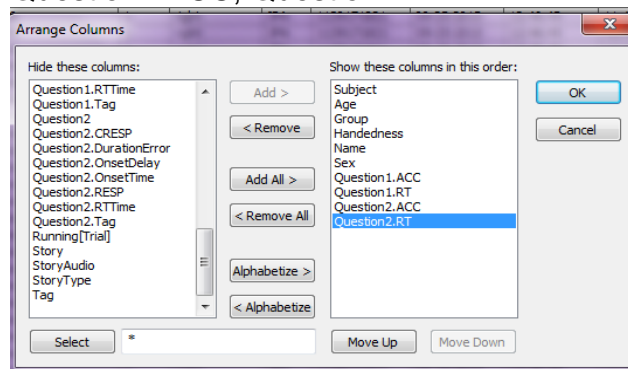 Arrange Columns
Hide these columns:
Question1.RTTime
Question1.Tag
Question2
Question2.CRESP
Question2.DurationError
Question2.OnsetDelay
Question2.OnsetTime
Question2.RESP
Question2.RTTime
Question2.Tag
Running[Trial]
Story
StoryAudio
StoryType
Tag
Add >
< Remove
Add All >
< Remove All
Alphabetize >
< Alphabetize
Show these columns in this order:
Subject
Age
Group
Handedness
Name
Sex
Question1.ACC
Question1.RT
Question2.ACC
Question2.RT
OK
Cancel
Select
*
Move Up
Move Down